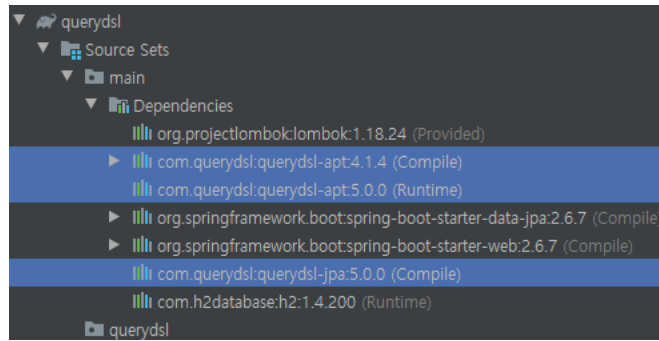 querydsl
Source Sets
main
Dependencies
org.projectlombok:lombok:1.18.24 (Provided)
com.querydsl:querydsl-apt:4.1.4 (Compile)
com.querydsl:querydsl-apt:5.0.0 (Runtime)
org.springframework.boot:spring-boot-starter-data-jpa:2.6.7 (Compile
org.springframework.boot:spring-boot-starter-web:2.6.7 (Compile)
com.querydsl:querydsl-jpa:5.0.0 (Compile)
com.h2database:h2:1.4.200 (Runtime)
querydsl